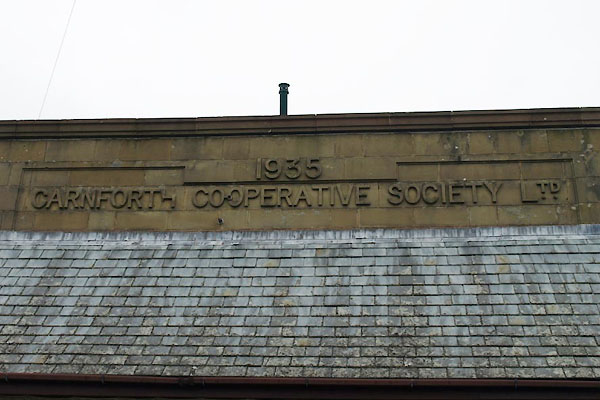 1935
CARNFORTH CO-OPERATIVE SOCIETY LTD.